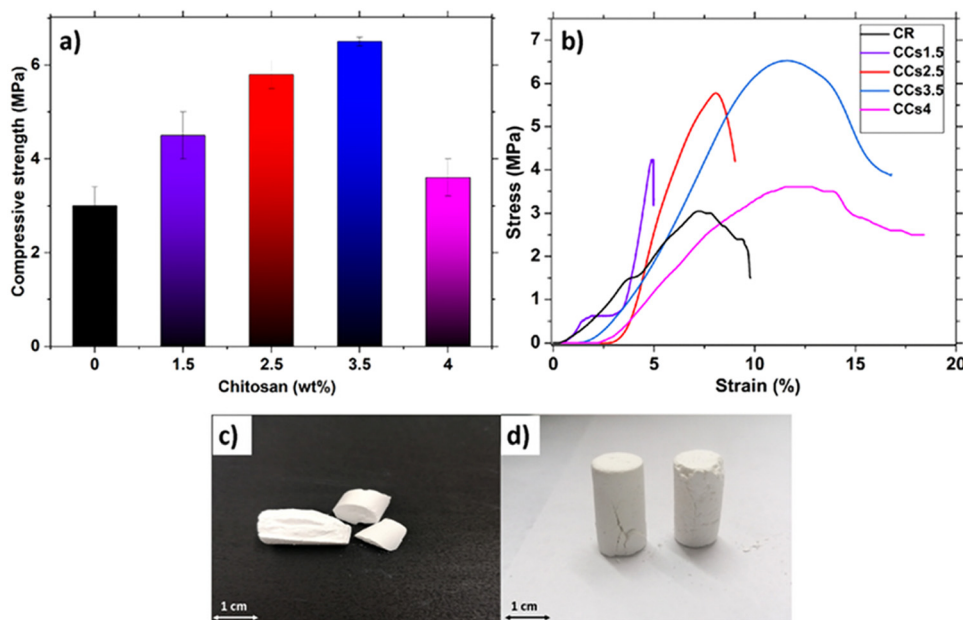 a)
Compressive strength (MPa)
6
4
2
0
0 1.5 2.5 3.5 4
Chitosan (wt%)
b)
Stress (MPa)
7
6
5
4
3
2
1
0
0 5 10 15 20
Strain (%)
CR
CCs1.5
CCs2.5
CCs3.5
CCs4
c)
1 cm
d)
1 cm